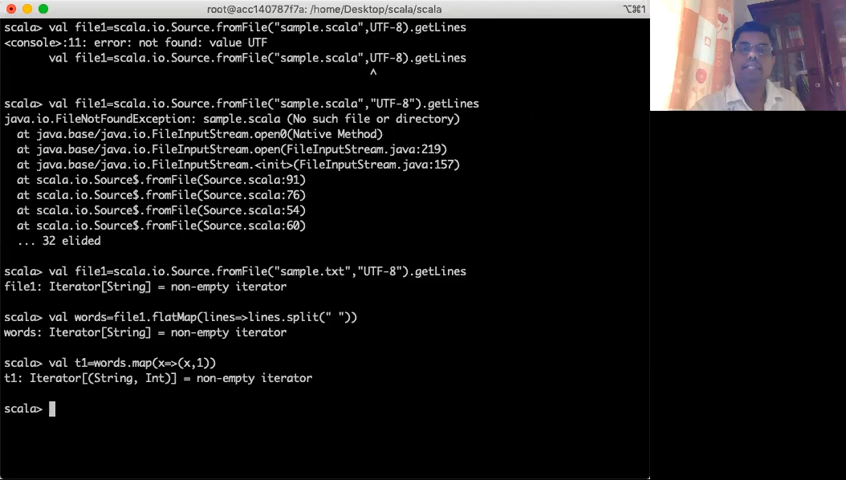 root@acc140787f7a: /home/Desktop/scala/scala
⌥⌘1
scala> val file1=scala.io.Source.fromFile("sample.scala",UTF-8).getLines
<console>:11: error: not found: value UTF
val file1=scala.io.Source.fromFile("sample.scala",UTF-8).getLines
^
scala> val file1=scala.io.Source.fromFile("sample.scala","UTF-8").getLines
java.io.FileNotFoundException: sample.scala (No such file or directory)
at java.base/java.io.FileInputStream.open0(Native Method)
at java.base/java.io.FileInputStream.open(FileInputStream.java:219)
at java.base/java.io.FileInputStream.<init>(FileInputStream.java:157)
at scala.io.Source$.fromFile(Source.scala:91)
at scala.io.Source$.fromFile(Source.scala:76)
at scala.io.Source$.fromFile(Source.scala:54)
at scala.io.Source$.fromFile(Source.scala:60)
... 32 elided
scala> val file1=scala.io.Source.fromFile("sample.txt","UTF-8").getLines
file1: Iterator[String] = non-empty iterator
scala> val words=file1.flatMap(lines=>lines.split(" "))
words: Iterator[String] = non-empty iterator
scala> val t1=words.map(x=>(x,1))
t1: Iterator[(String, Int)] = non-empty iterator
scala>